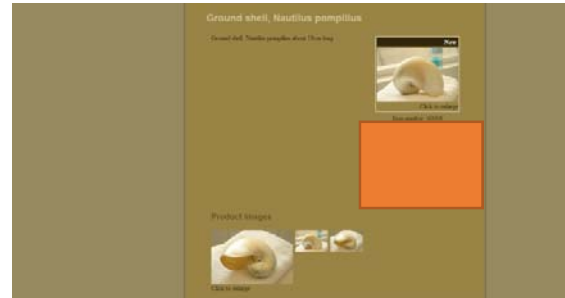 Ground shell, Nautilus pompilius
Ground shell, Nautilus pompilius about 15cm long
New
Click to enlarge
Product images
Click to enlarge